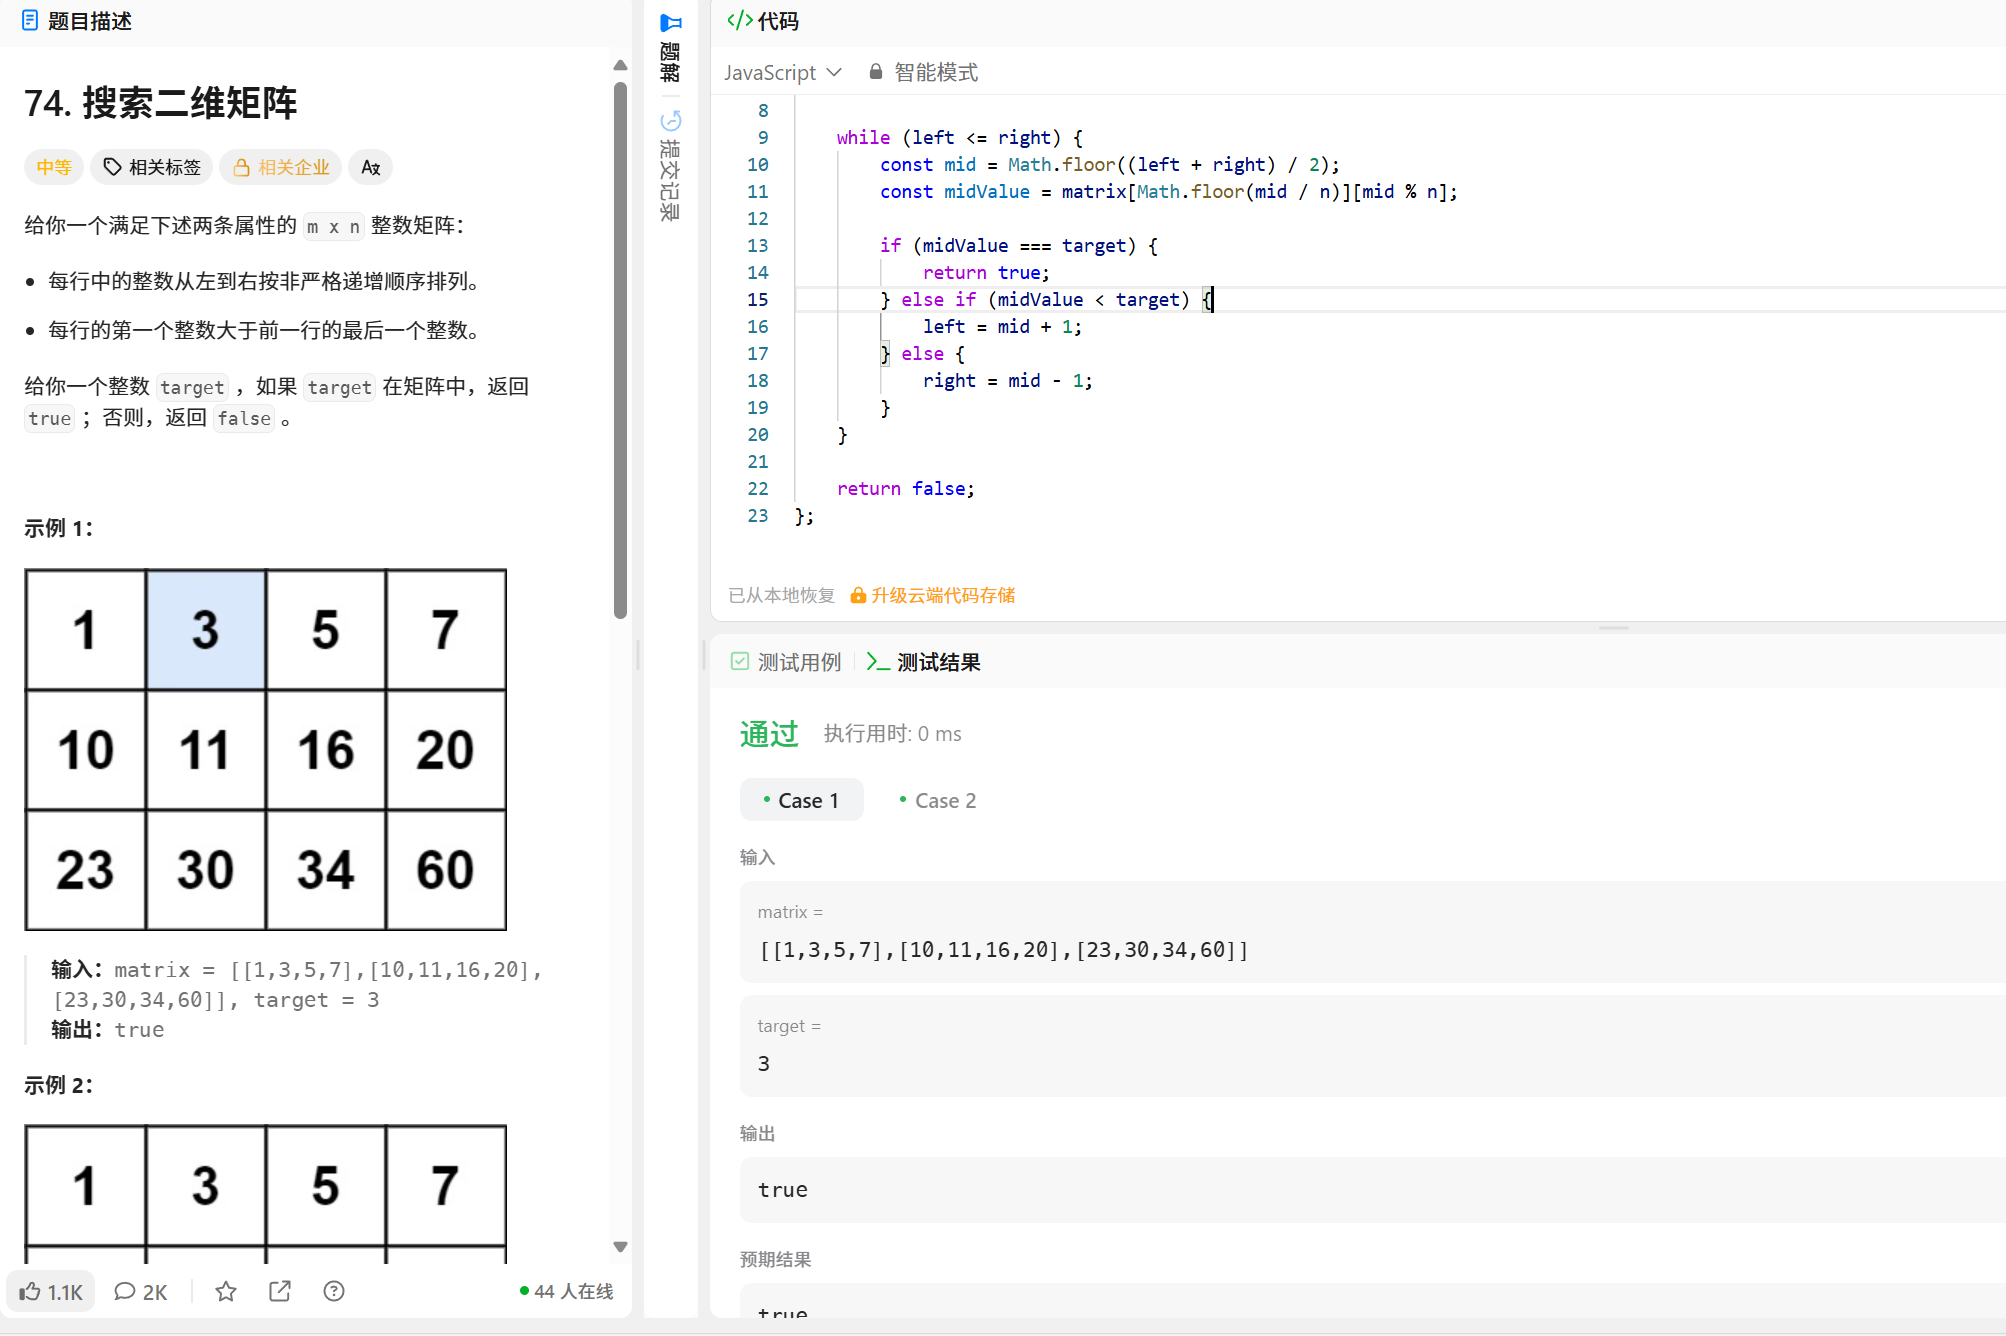 题目描述
74. 搜索二维矩阵
中等 相关标签 相关企业
给你一个满足下述两条属性的 m x n 整数矩阵：
每行中的整数从左到右按非严格递增顺序排列。
每行的第一个整数大于前一行的最后一个整数。
给你一个整数 target ，如果 target 在矩阵中，返回
true ；否则，返回 false 。
示例 1：
1 3 5 7
10 11 16 20
23 30 34 60
输入：matrix = [[1,3,5,7],[10,11,16,20],
[23,30,34,60]], target = 3
输出：true
示例 2：
1 3 5 7
1.1K 2K 44 人在线
题解
提交记录
</> 代码
JavaScript 智能模式
8
9 while (left <= right) {
10 const mid = Math.floor((left + right) / 2);
11 const midValue = matrix[Math.floor(mid / n)][mid % n];
12
13 if (midValue === target) {
14 return true;
15 } else if (midValue < target) {
16 left = mid + 1;
17 } else {
18 right = mid - 1;
19 }
20 }
21
22 return false;
23 };
已从本地恢复 升级云端代码存储
测试用例 >_ 测试结果
通过 执行用时: 0 ms
Case 1 Case 2
输入
matrix =
[[1,3,5,7],[10,11,16,20],[23,30,34,60]]
target =
3
输出
true
预期结果
true